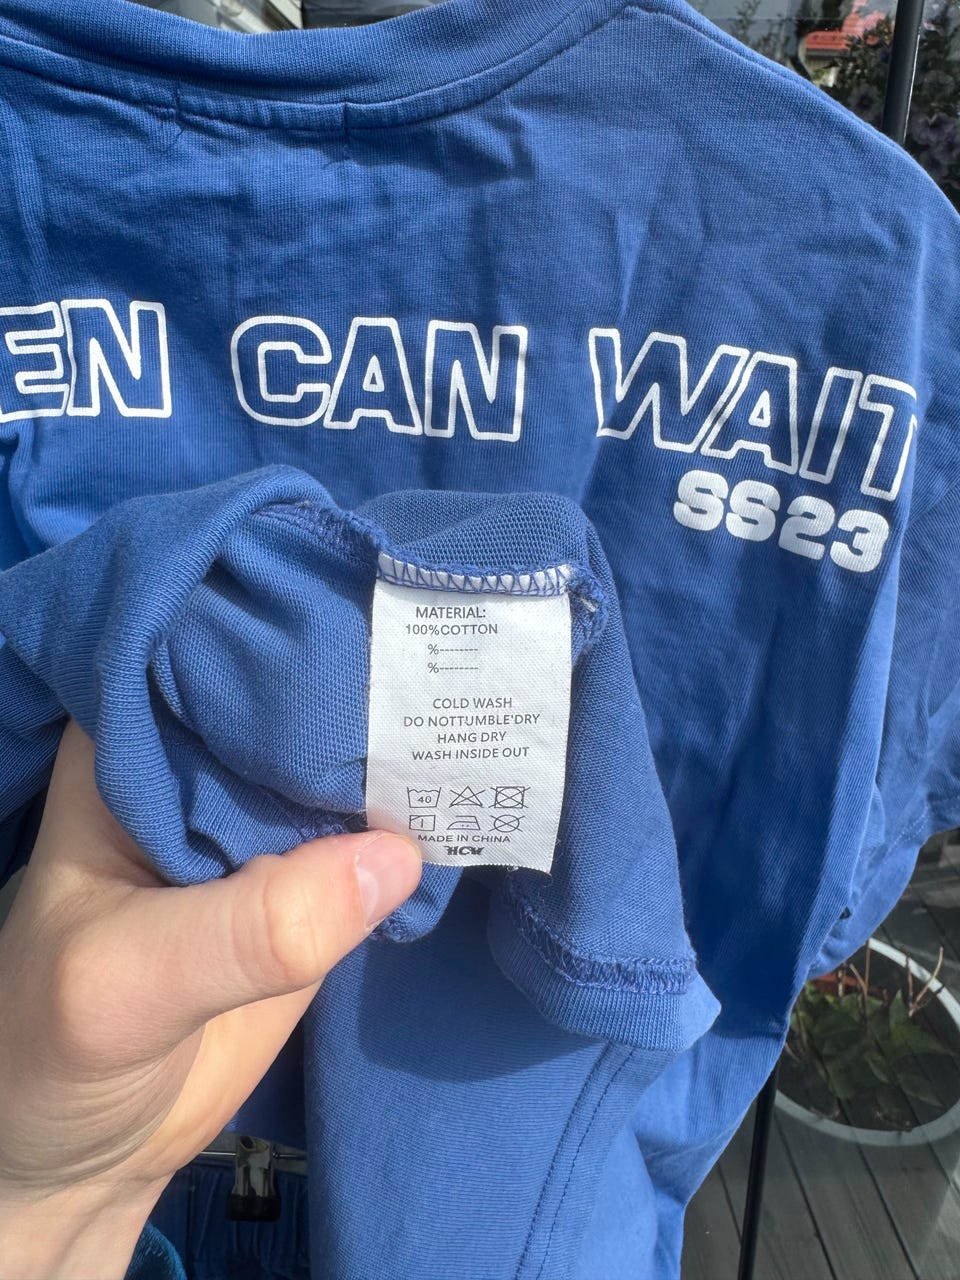 EN CAN WAIT
SS23
MATERIAL:
100%COTTON
%--------
%--------
COLD WASH
DO NOTTUMBLE'DRY
HANG DRY
WASH INSIDE OUT
40
MADE IN CHINA
HCW